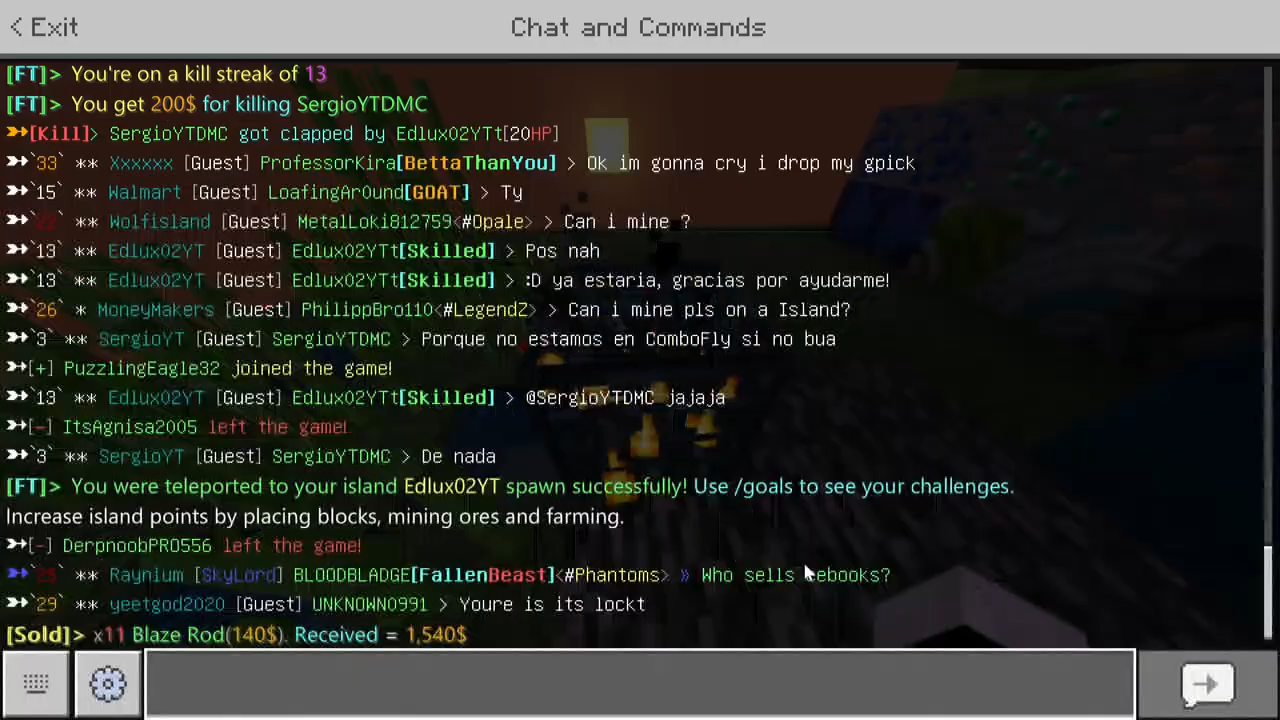 < Exit
Chat and Commands
[FT]> You're on a kill streak of 13
[FT]> You get 200$ for killing SergioYTDMC
[Kill]> SergioYTDMC got clapped by Edlux02YTt[20HP]
`33` ** Xxxxxx [Guest] ProfessorKira[BettaThanYou] > Ok im gonna cry i drop my gpick
`15` ** Walmart [Guest] LoafingAr0und[GOAT] > Ty
** Wolfisland [Guest] MetalLoki812759<#Opale> > Can i mine ?
`13` ** Edlux02YT [Guest] Edlux02YTt[Skilled] > Pos nah
`13` ** Edlux02YT [Guest] Edlux02YTt[Skilled] > :D ya estaria, gracias por ayudarme!
`26` * MoneyMakers [Guest] PhilippBro110<#LegendZ> > Can i mine pls on a Island?
`3` ** SergioYT [Guest] SergioYTDMC > Porque no estamos en ComboFly si no bua
[+] PuzzlingEagle32 joined the game!
`13` ** Edlux02YT [Guest] Edlux02YTt[Skilled] > @SergioYTDMC jajaja
[-] ItsAgnisa2005 left the game!
`3` ** SergioYT [Guest] SergioYTDMC > De nada
[FT]> You were teleported to your island Edlux02YT spawn successfully! Use /goals to see your challenges.
Increase island points by placing blocks, mining ores and farming.
[-] DerpnoobPRO556 left the game!
** Raynium [SkyLord] BLOODBLADGE[FallenBeast]<#Phantoms> » Who sells
`29` ** yeetgod2020 [Guest] UNKNOWN0991 > Youre is its lockt
[Sold]> x11 Blaze Rod(140$). Received = 1,540$